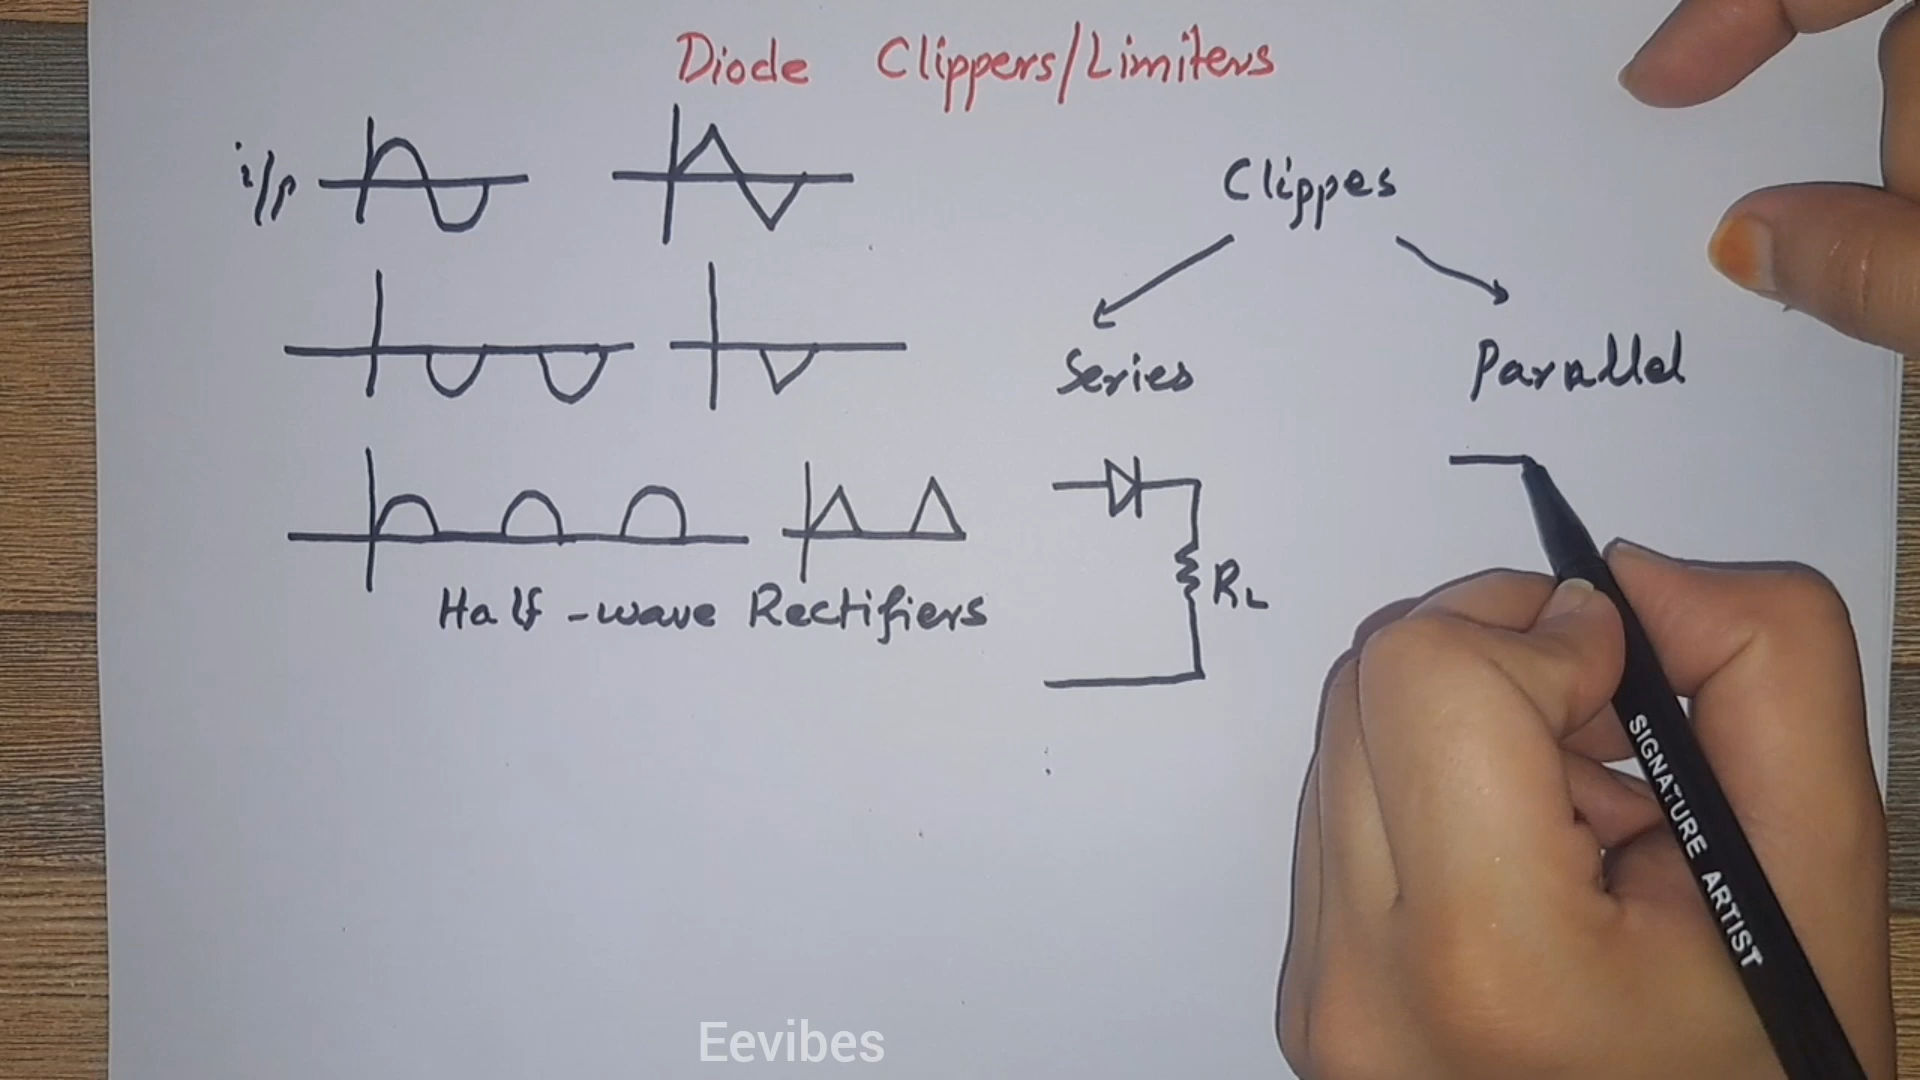 Diode Clippers/Limiters
i/p
Clippes
Series
Parallel
RL
Half-wave Rectifiers
SIGNATURE ARTIST
Eevibes